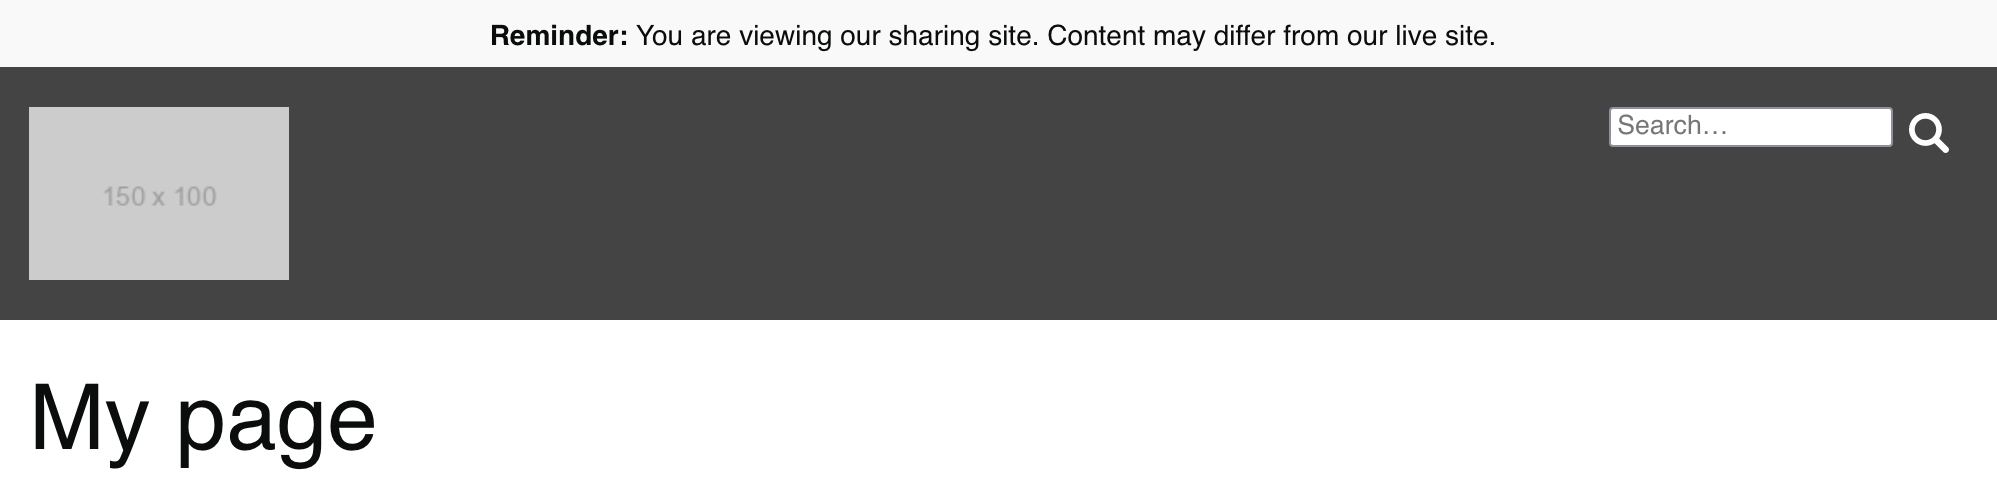 Reminder: You are viewing our sharing site. Content may differ from our live site.
150 x 100
Search...
My page